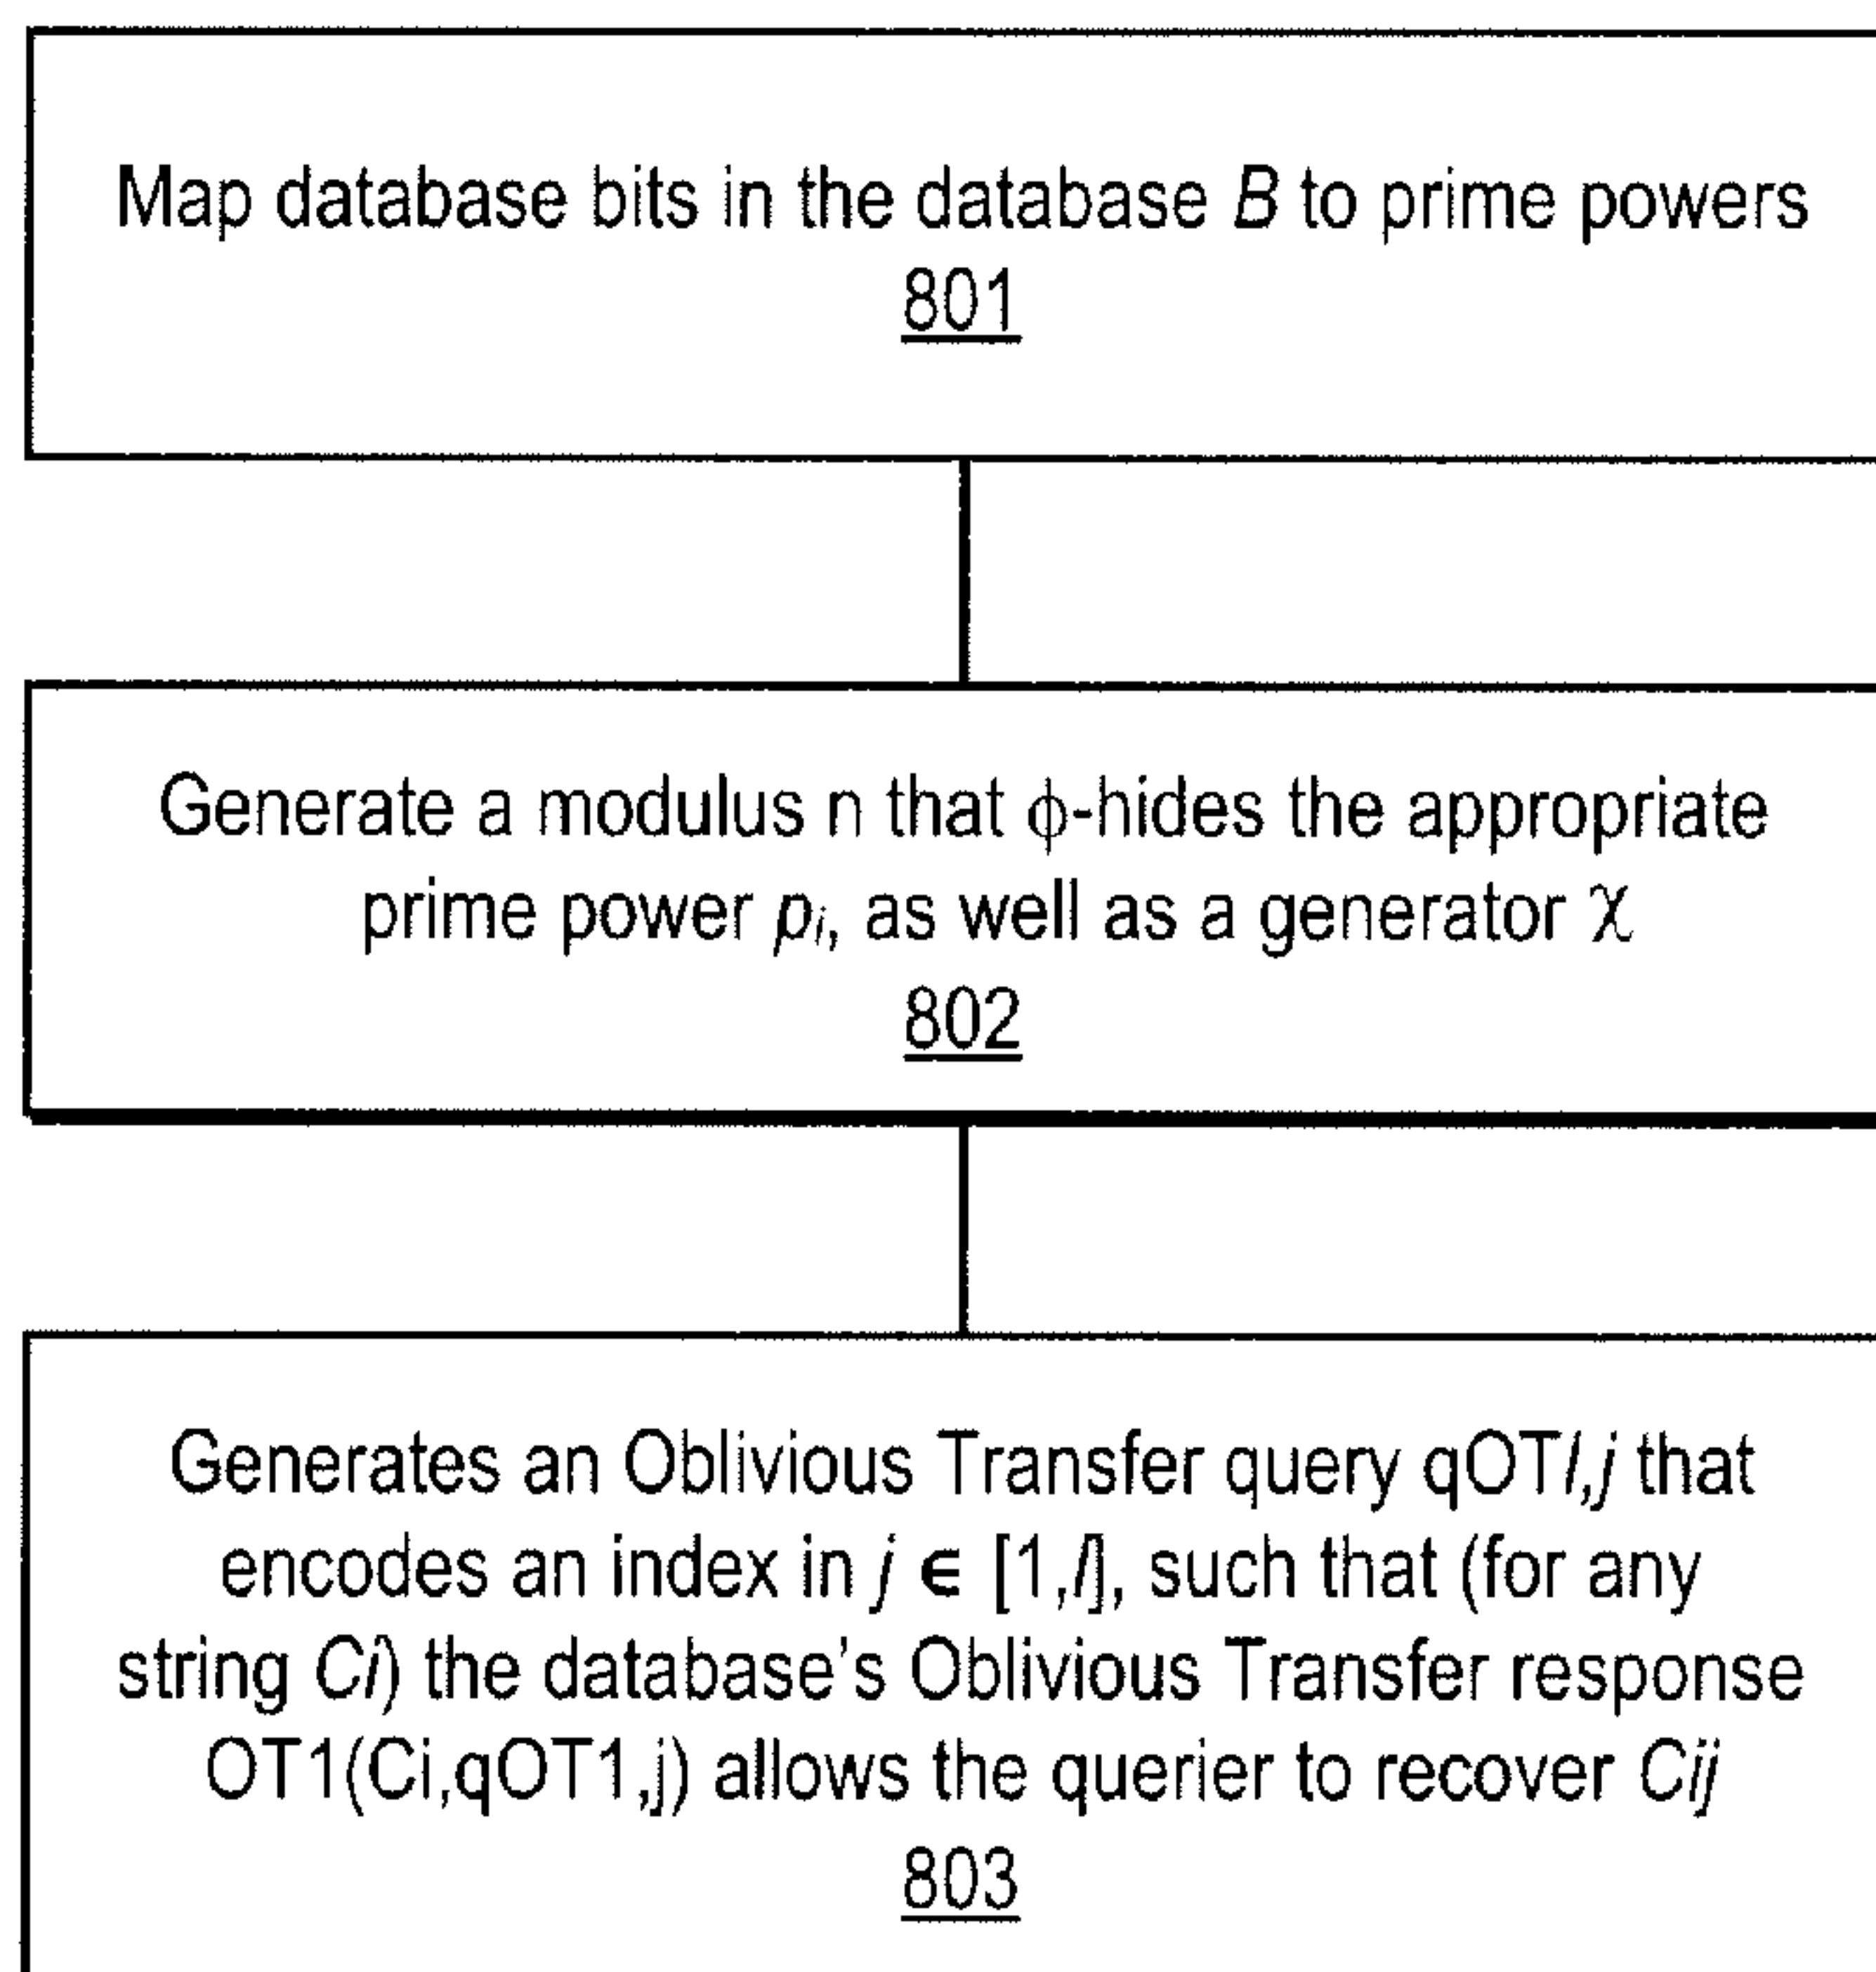 Map database bits in the database B to prime powers
801
Generate a modulus n that ϕ-hides the appropriate
prime power pi, as well as a generator χ
802
Generates an Oblivious Transfer query qOTl,j that
encodes an index in j ∈ [1,l], such that (for any
string Ci) the database's Oblivious Transfer response
OT1(Ci,qOT1,j) allows the querier to recover Cij
803